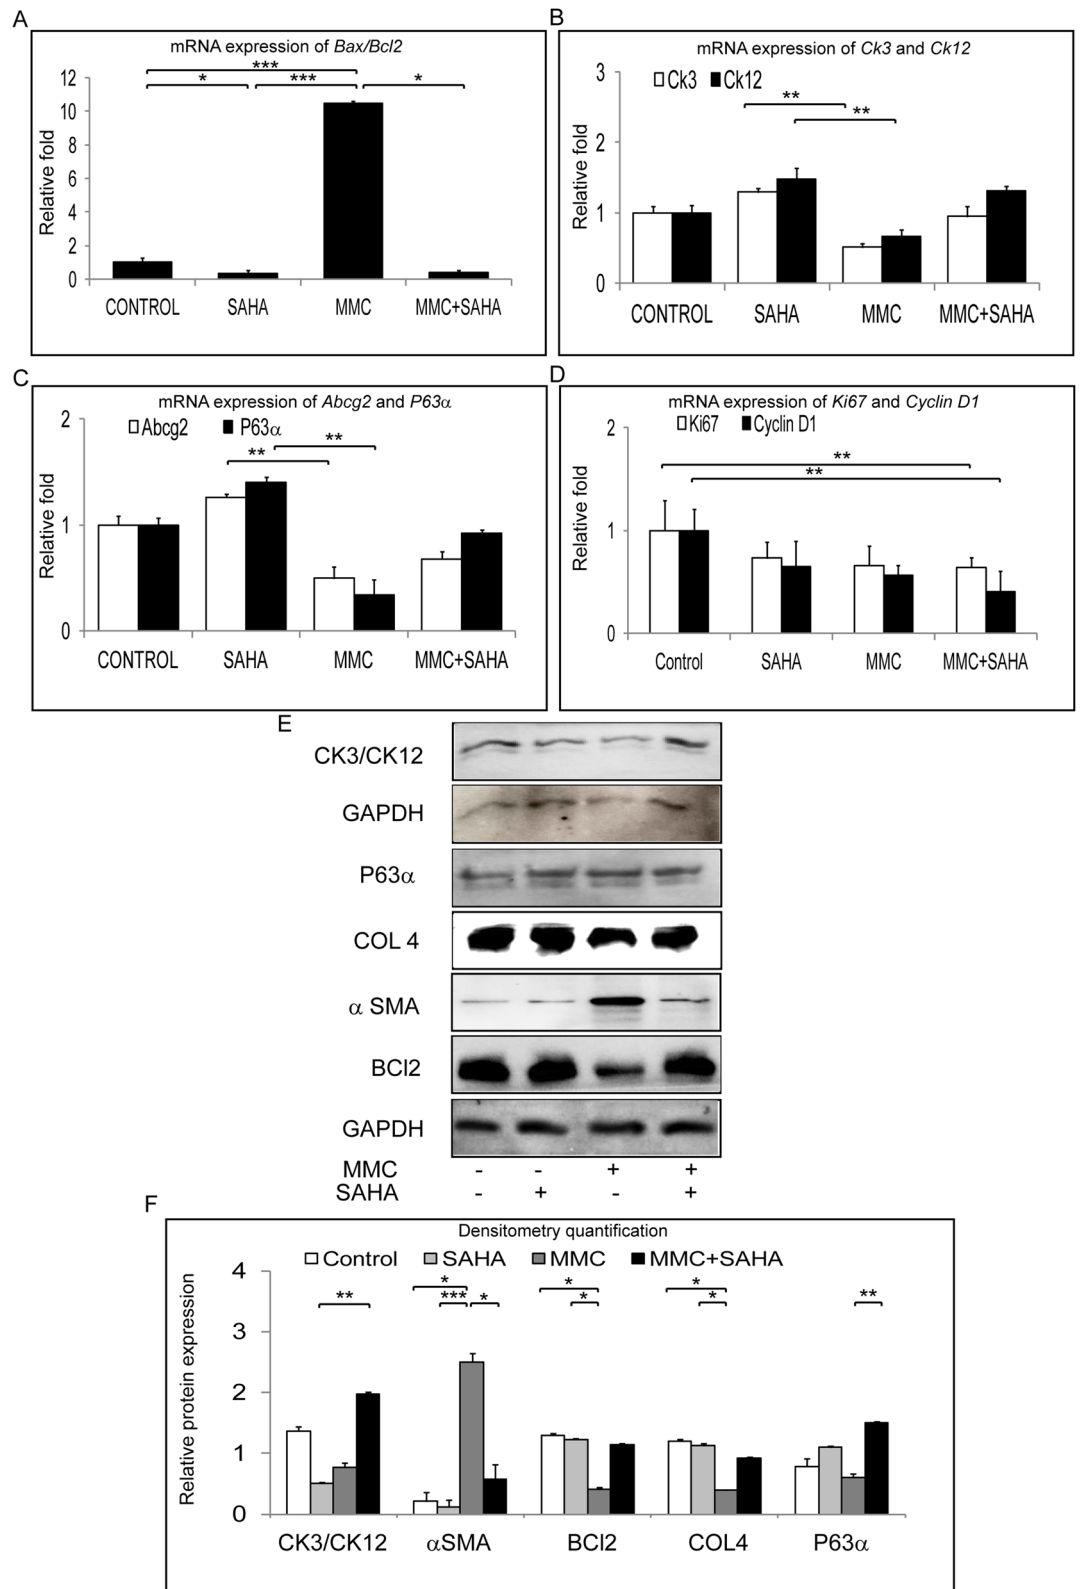 A
mRNA expression of Bax/Bcl2
***
* *** *
Relative fold
12
10
8
6
4
2
0
CONTROL SAHA MMC MMC+SAHA
B
mRNA expression of Ck3 and Ck12
Ck3 Ck12
**
**
Relative fold
3
2
1
0
CONTROL SAHA MMC MMC+SAHA
C
mRNA expression of Abcg2 and P63α
Abcg2 P63α
**
**
Relative fold
2
1
0
CONTROL SAHA MMC MMC+SAHA
D
mRNA expression of Ki67 and Cyclin D1
Ki67 Cyclin D1
**
**
Relative fold
2
1
0
Control SAHA MMC MMC+SAHA
E
CK3/CK12
GAPDH
P63α
COL 4
α SMA
BCl2
GAPDH
MMC - - + +
SAHA - + - +
F
Densitometry quantification
Control SAHA MMC MMC+SAHA
* * *
** *** * * * **
Relative protein expression
4
3
2
1
0
CK3/CK12 αSMA BCl2 COL4 P63α